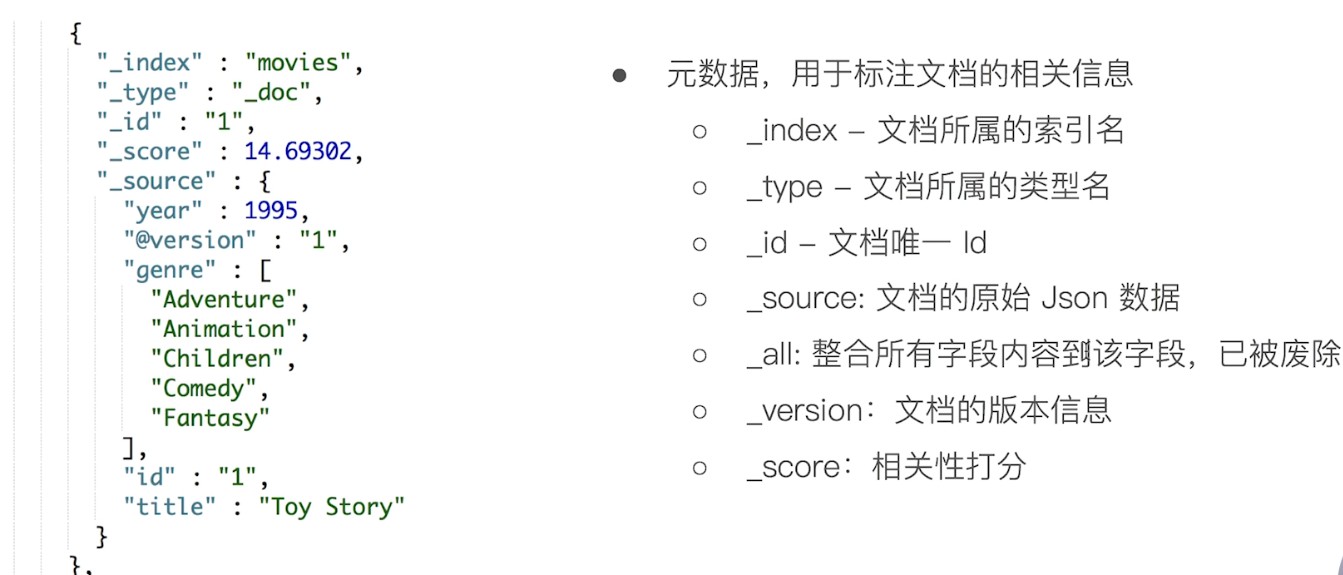 {
"_index" : "movies",
"_type" : "_doc",
"_id" : "1",
"_score" : 14.69302,
"_source" : {
"year" : 1995,
"@version" : "1",
"genre" : [
"Adventure",
"Animation",
"Children",
"Comedy",
"Fantasy"
],
"id" : "1",
"title" : "Toy Story"
}
},
● 元数据，用于标注文档的相关信息
○ _index – 文档所属的索引名
○ _type – 文档所属的类型名
○ _id – 文档唯一 Id
○ _source: 文档的原始 Json 数据
○ _all: 整合所有字段内容到该字段，已被废除
○ _version：文档的版本信息
○ _score：相关性打分